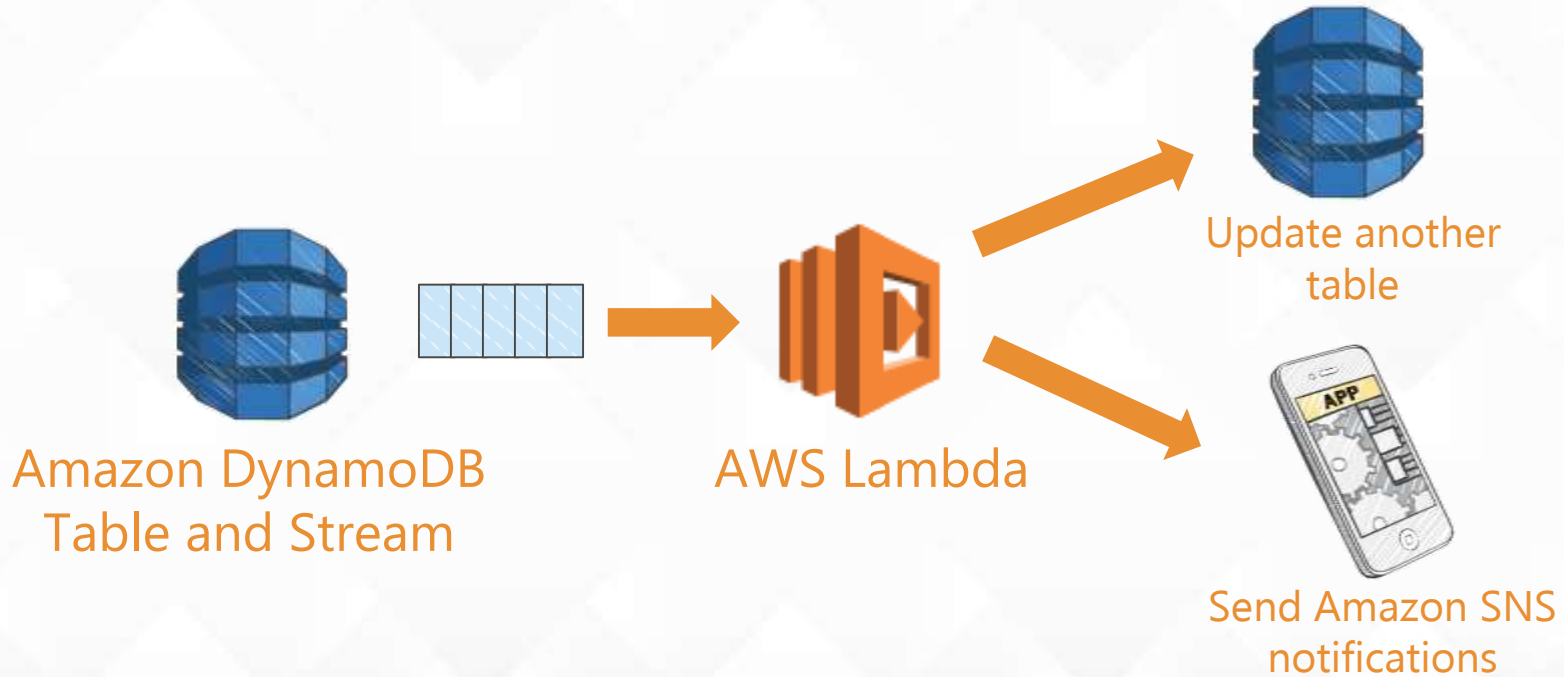 Amazon DynamoDB
Table and Stream
AWS Lambda
Update another
table
APP
Send Amazon SNS
notifications